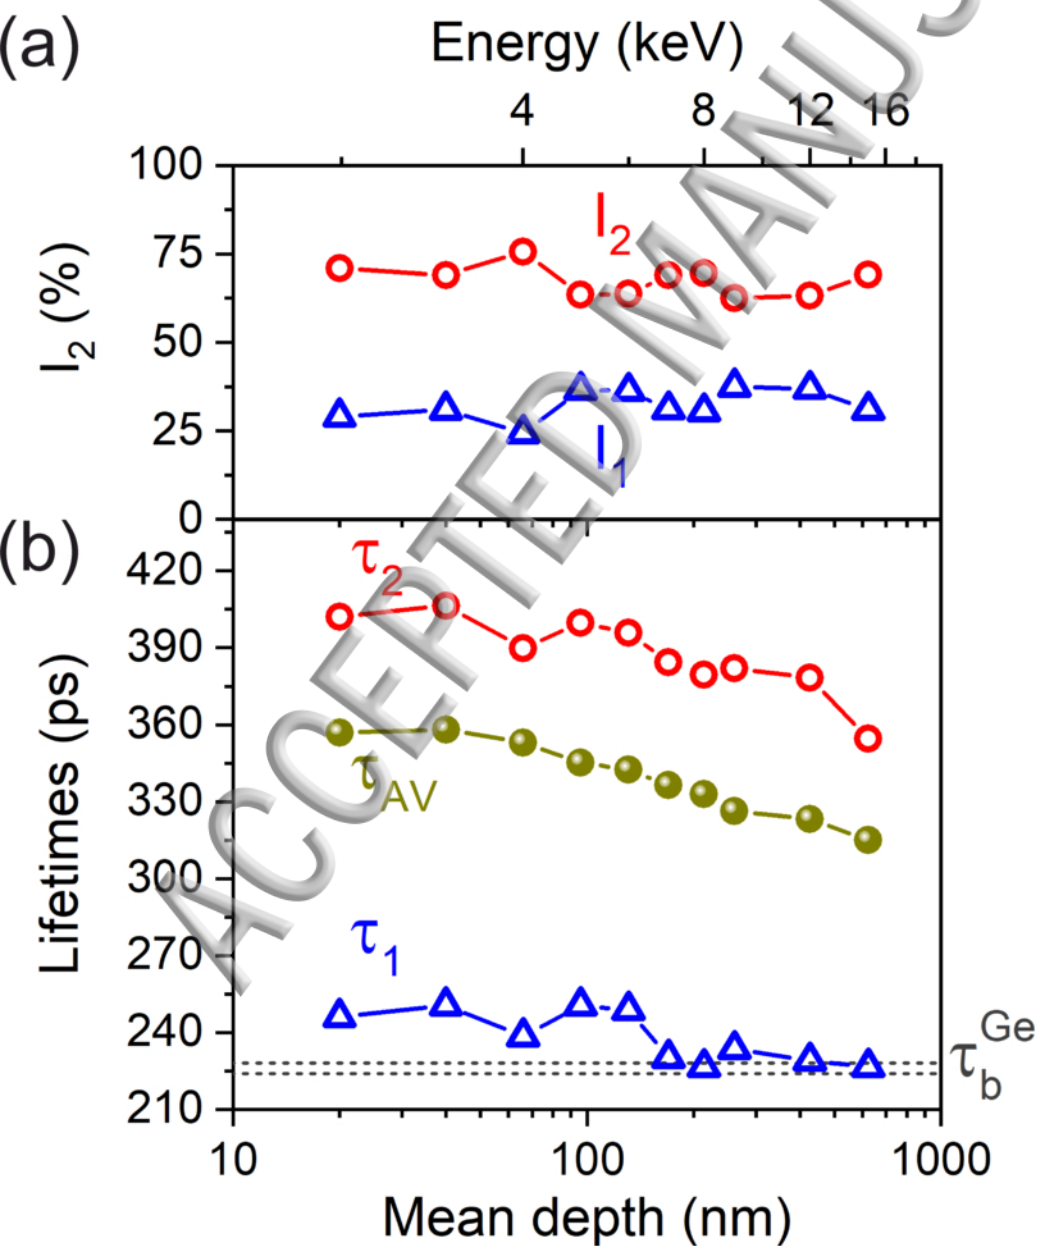 (a)
Energy (keV)
4 8 12 16
100
75
50
25
0
I2 (%)
I2
I1
(b)
420
390
360
330
300
270
240
210
Lifetimes (ps)
τ2
τAV
τ1
τbGe
10 100 1000
Mean depth (nm)
ACCEPTED MANUS